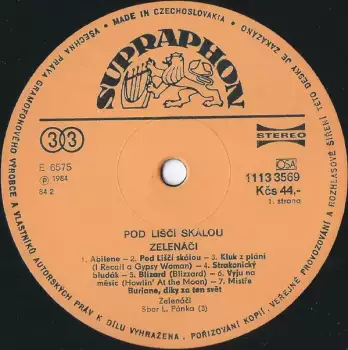 MADE IN CZECHOSLOVAKIA • VŠECHNA PRÁVA GRAMOFONOVÉHO VÝROBCE A VLASTNÍKŮ AUTORSKÝCH PRÁV K DÍLU VYHRAŽENA. POŘIZOVÁNÍ KOPIÍ, VEŘEJNÉ PROVOZOVÁNÍ A ROZHLASOVÉ ŠÍŘENÍ TÉTO DESKY JE ZAKÁZÁNO
SUPRAPHON
33
STEREO
E 6575
OSA
1113 3569
Ⓟ 1984
Kčs 44,-
84 2
1. strana
POD LIŠČÍ SKÁLOU
ZELENÁČI
1. Abilene - 2. Pod Liščí skálou - 3. Kluk z plání
(I Recall a Gypsy Woman) - 4. Strakonický
bludák - 5. Blizard (Blizzard) - 6. Vyju na
měsíc (Howlin' At the Moon) - 7. Mistře
Buriane, díky za ten svět
Zelenáči
Sbor L. Pánka (3)